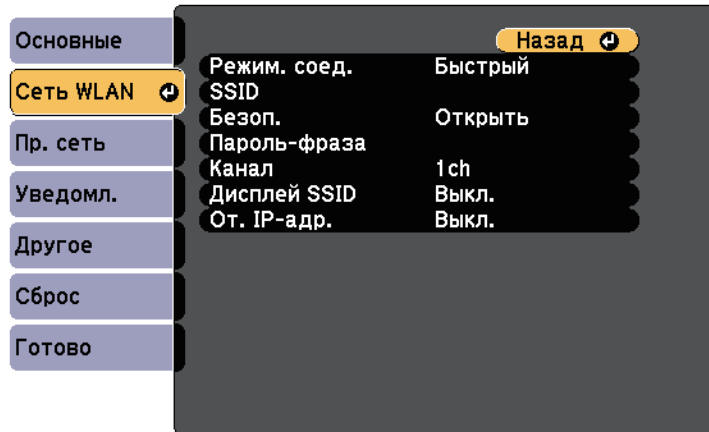 Основные
Сеть WLAN
Пр. сеть
Уведомл.
Другое
Сброс
Готово
Назад
Режим. соед. Быстрый
SSID
Безоп. Открыть
Пароль-фраза
Канал 1ch
Дисплей SSID Выкл.
От. IP-адр. Выкл.